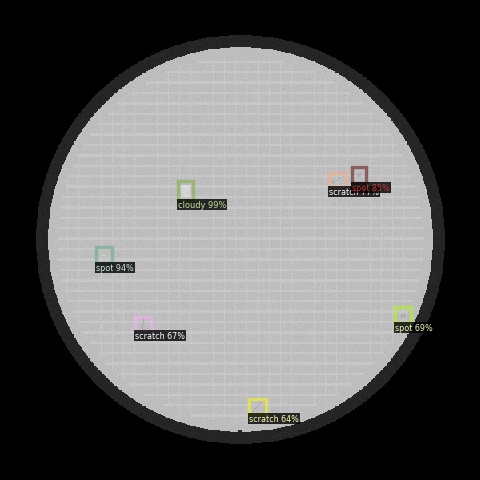 spot 85%
cloudy 99%
spot 94%
spot 69%
scratch 67%
scratch 64%